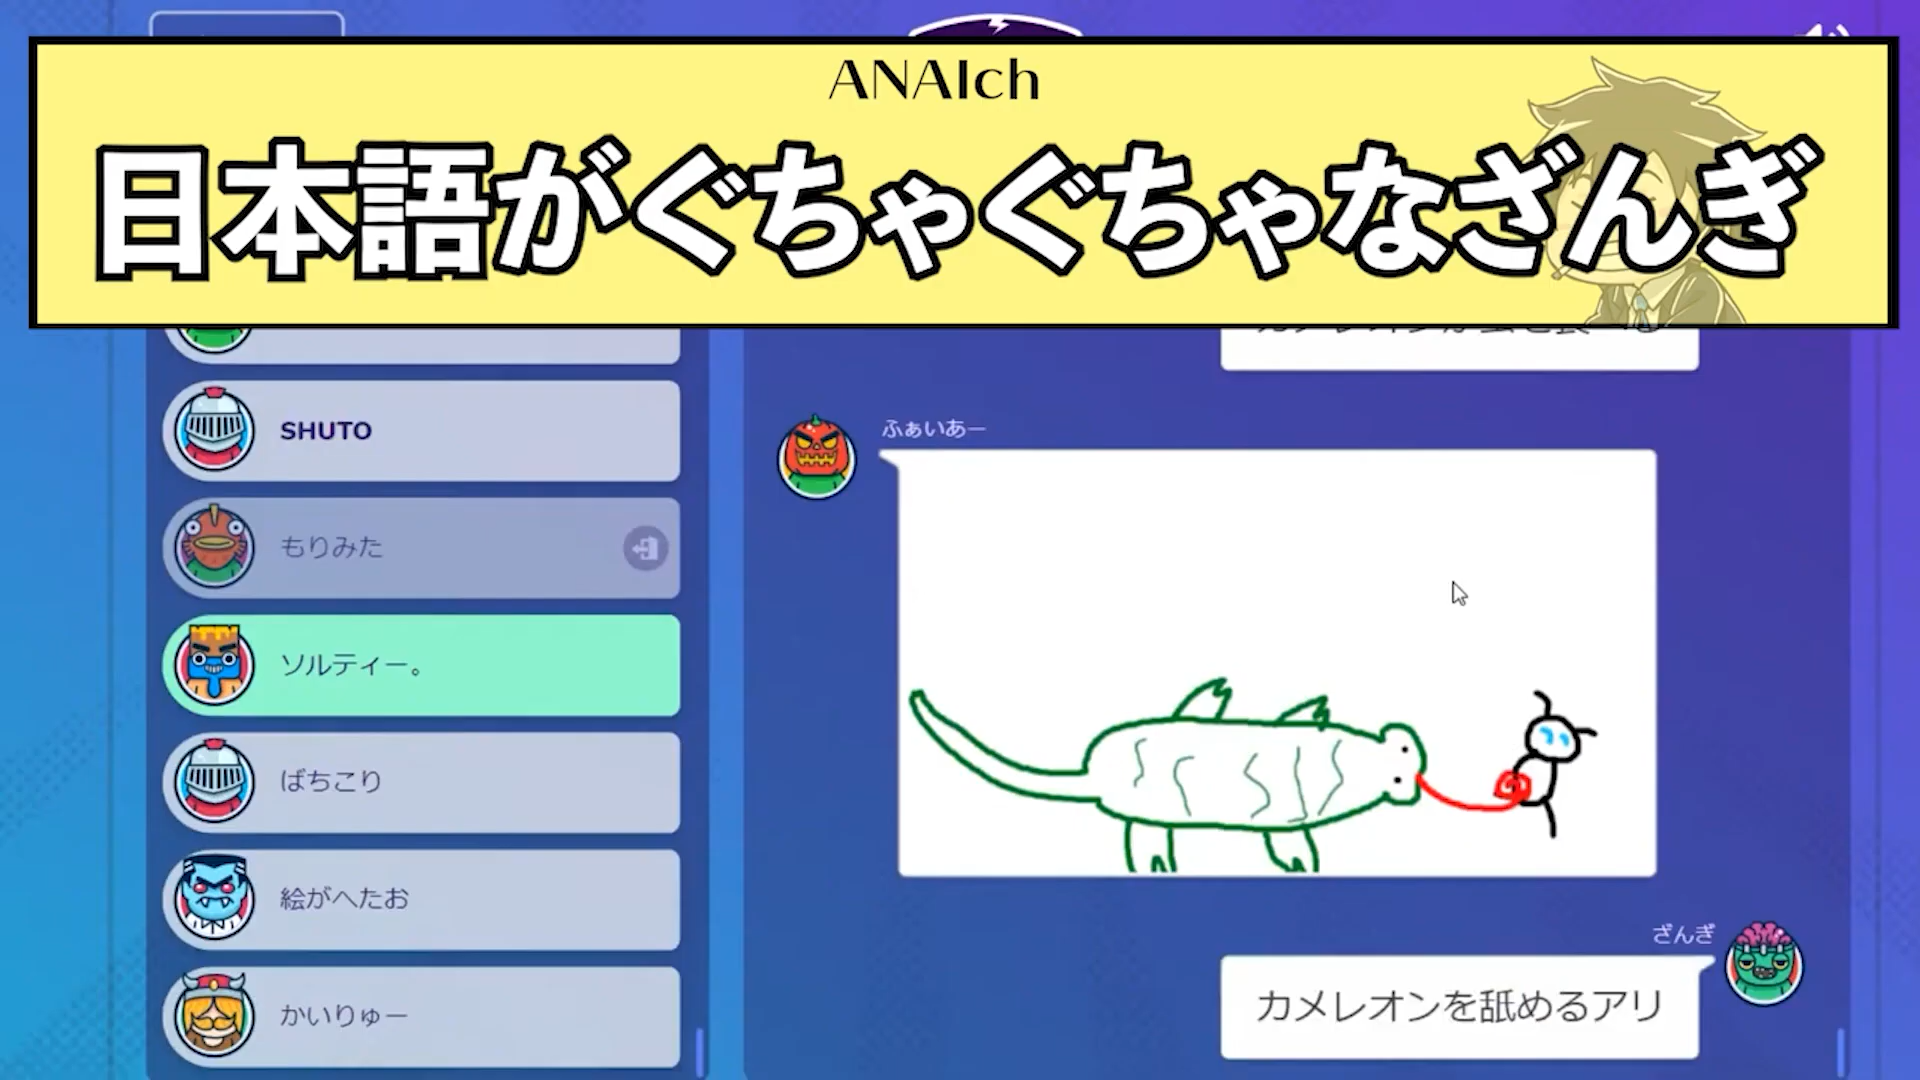 ANAIch
日本語がぐちゃぐちゃなざんぎ
SHUTO
もりみた
ソルティー。
ばちこり
絵がへたお
かいりゅー
ふぁいあー
ざんぎ
カメレオンを舐めるアリ